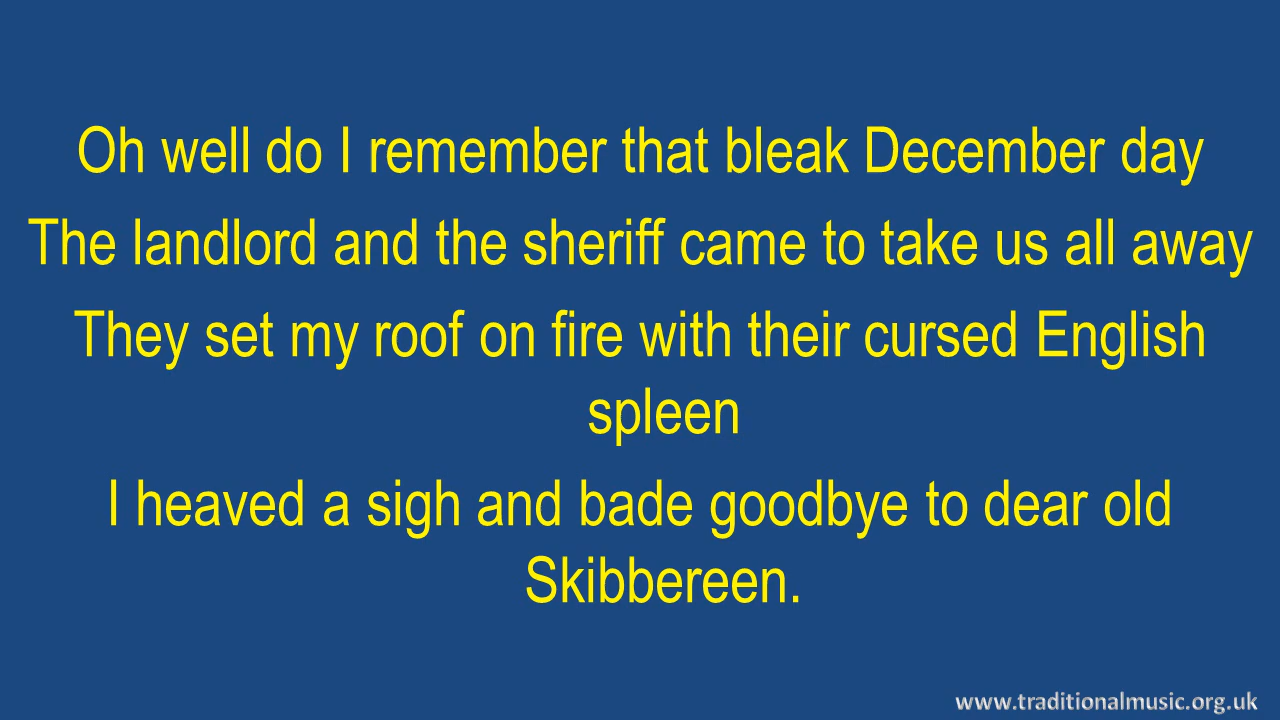 Oh well do I remember that bleak December day
The landlord and the sheriff came to take us all away
They set my roof on fire with their cursed English
spleen
I heaved a sigh and bade goodbye to dear old
Skibbereen.
www.traditionalmusic.org.uk